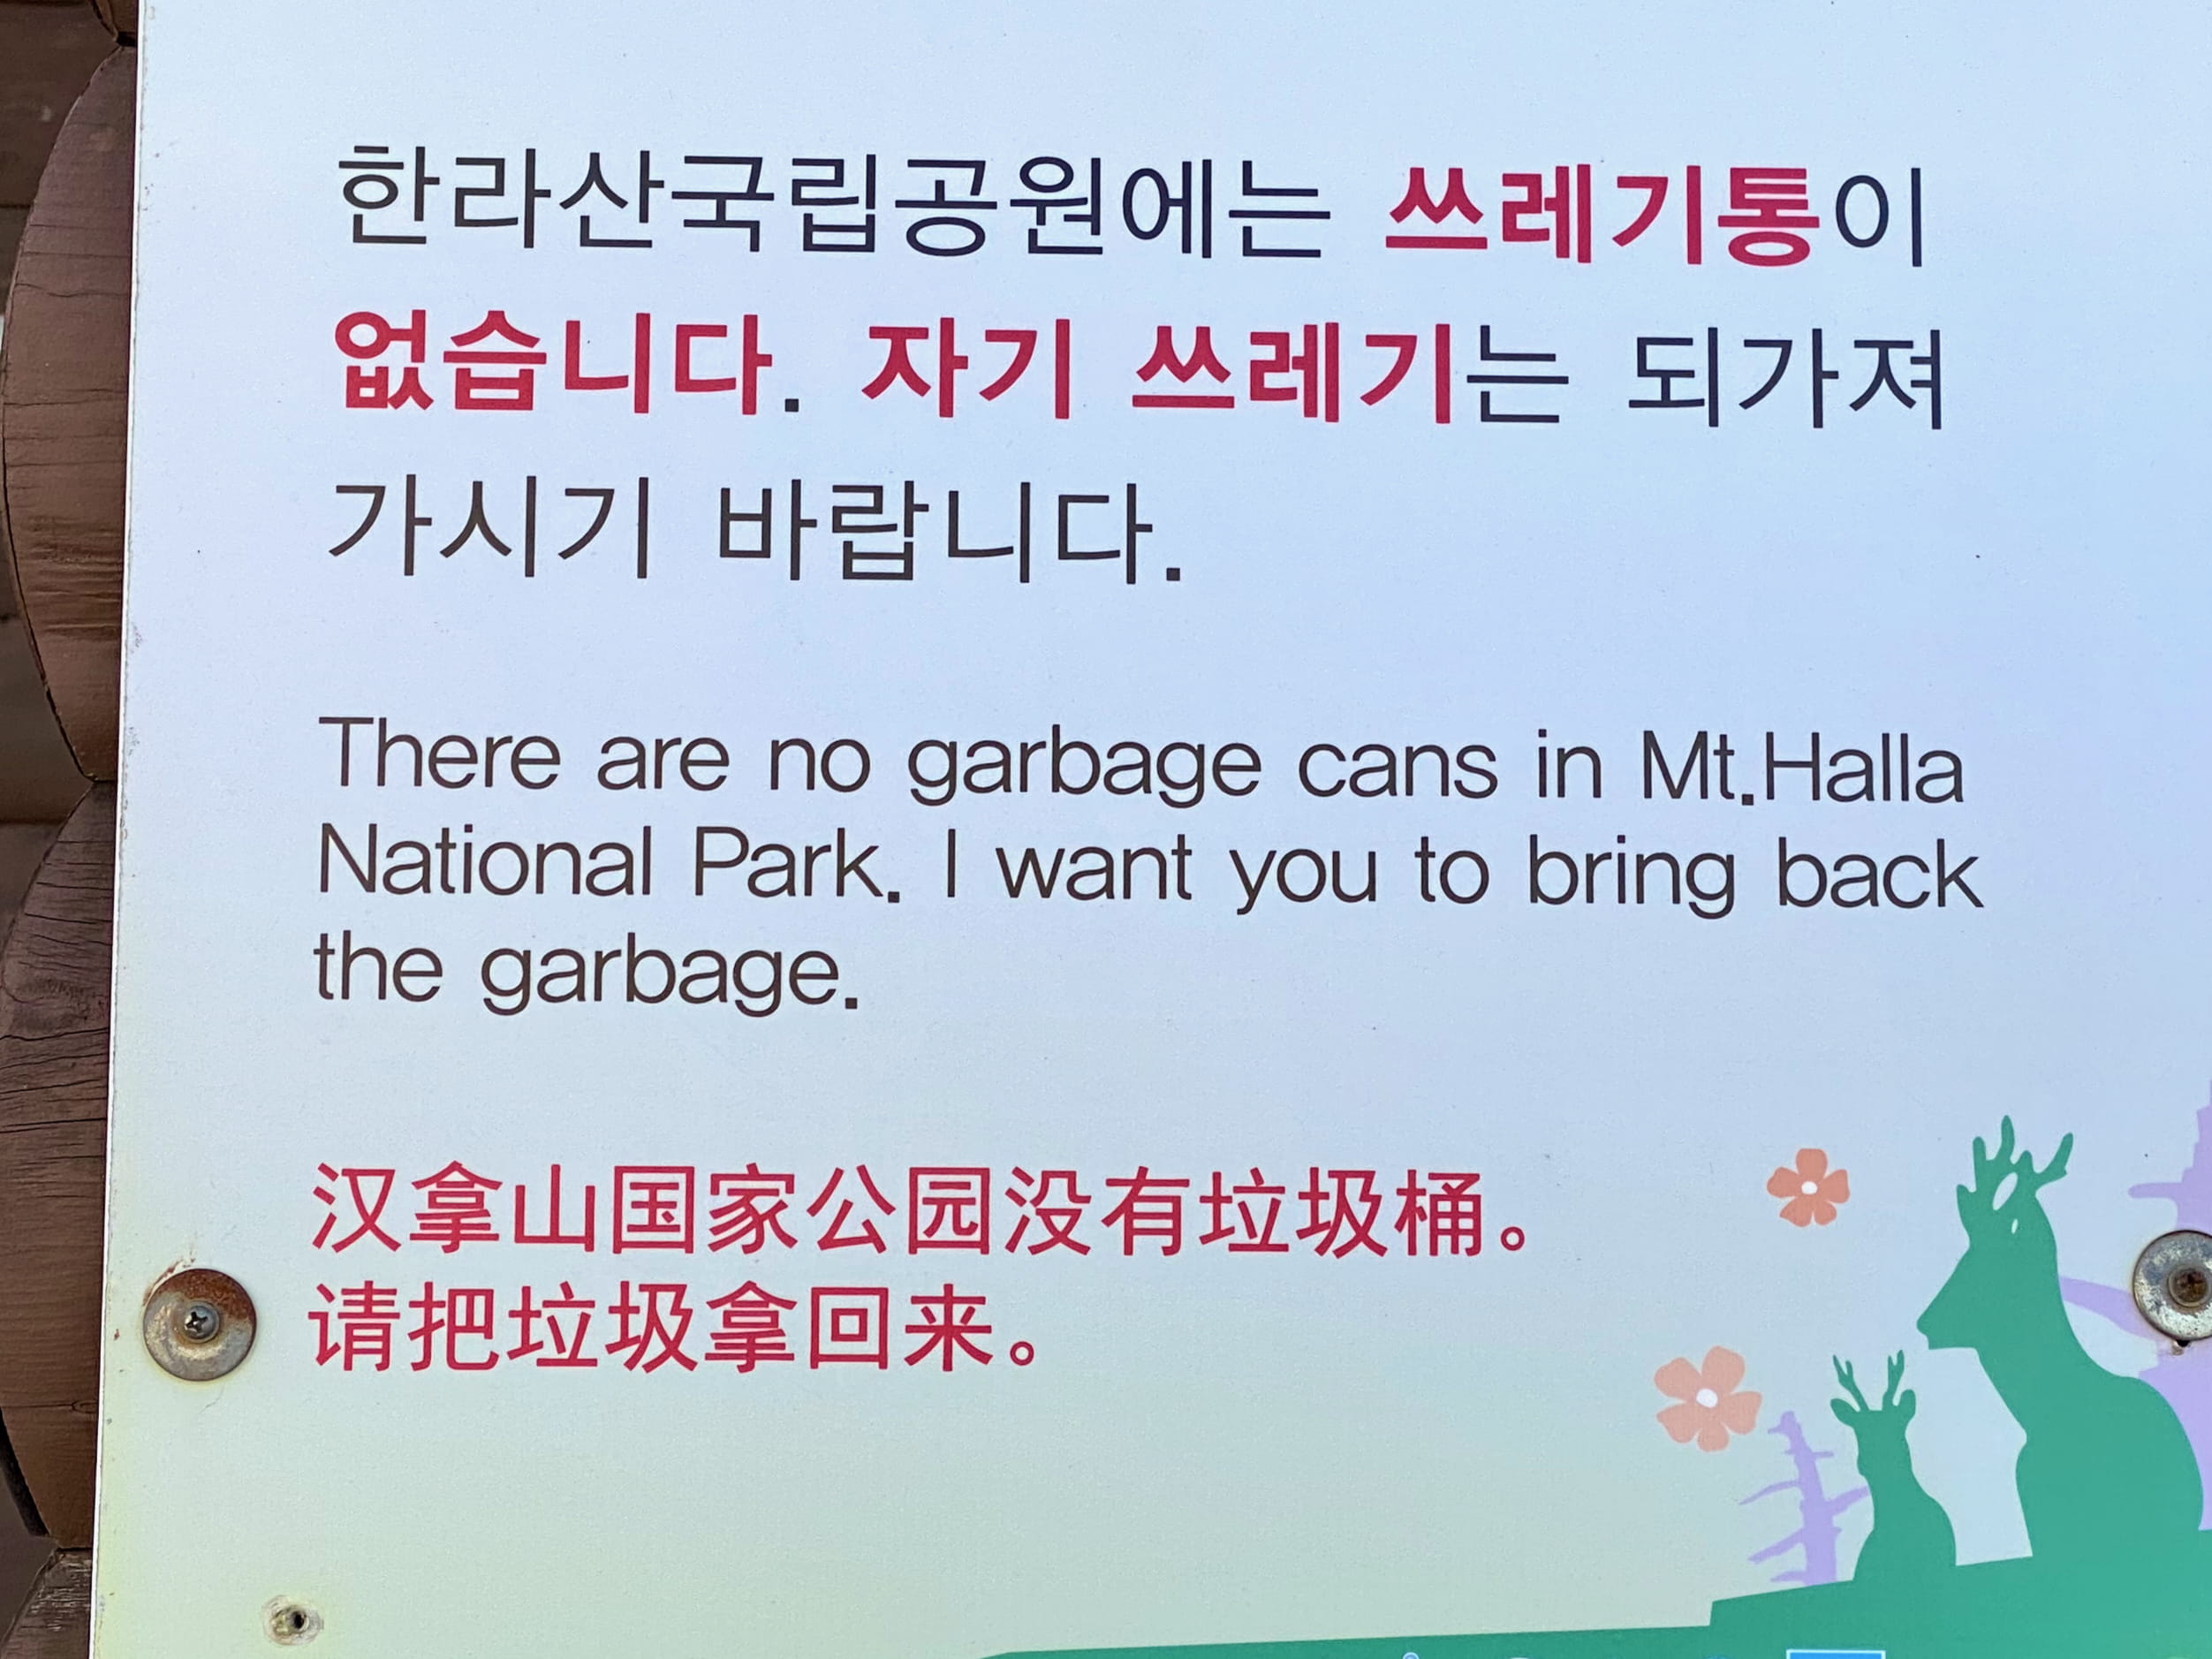 한라산국립공원에는 쓰레기통이
없습니다. 자기 쓰레기는 되가져
가시기 바랍니다.
There are no garbage cans in Mt.Halla
National Park. I want you to bring back
the garbage.
汉拿山国家公园没有垃圾桶。
请把垃圾拿回来。